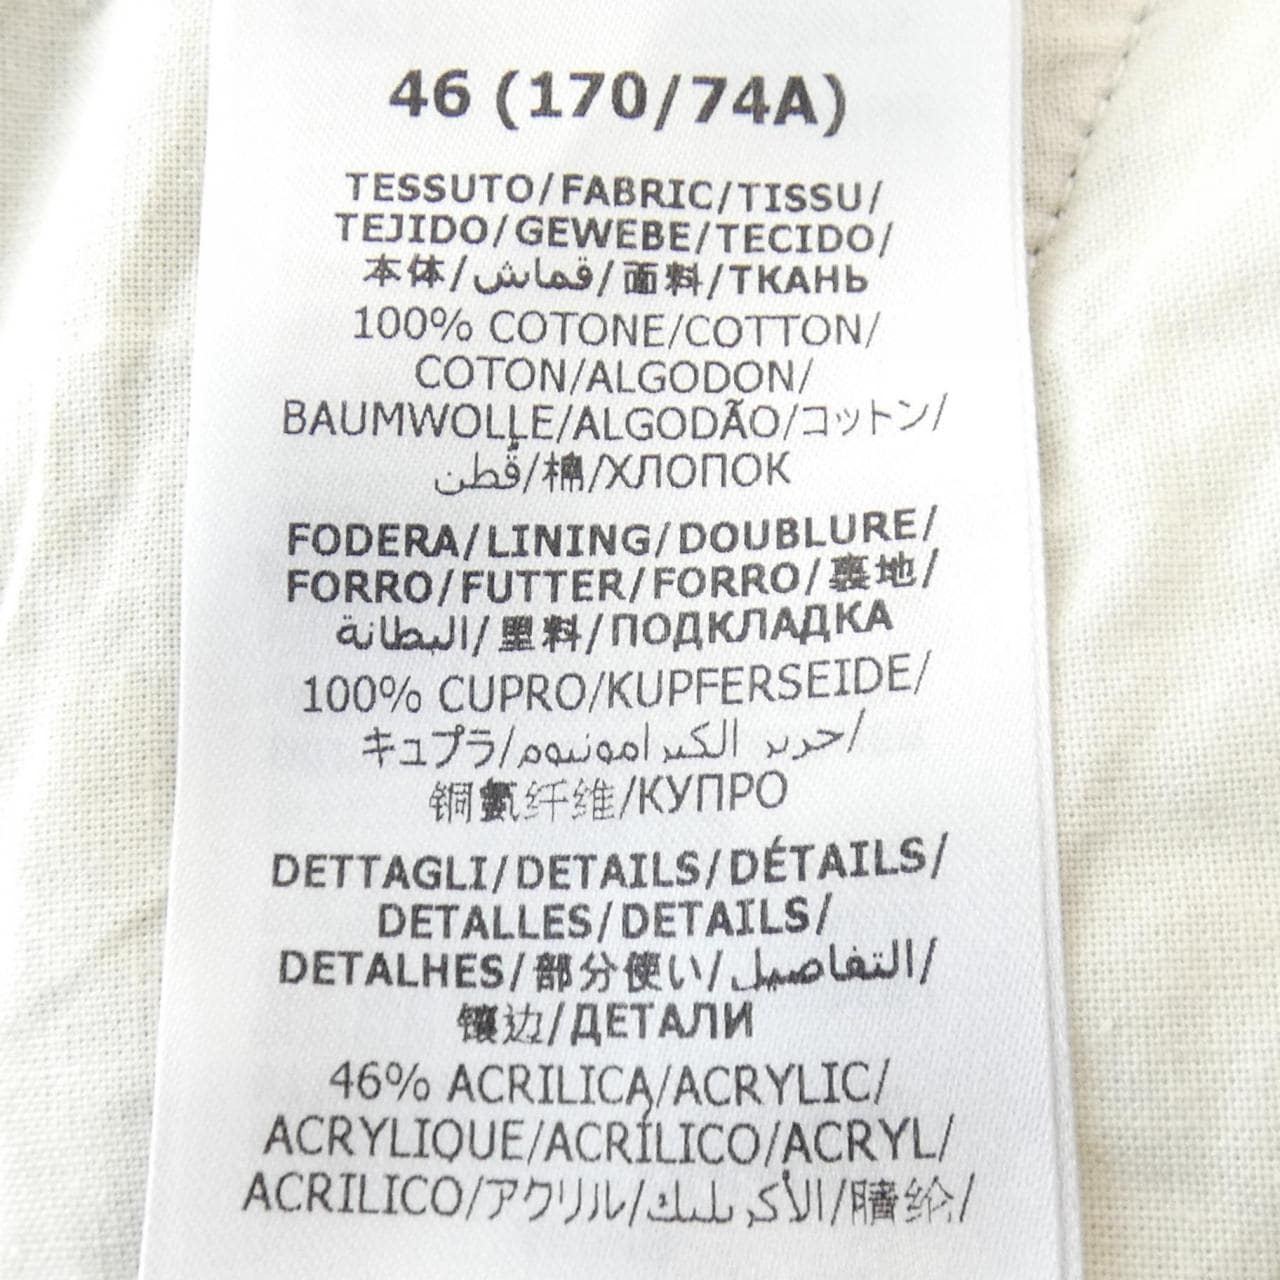 46 (170/74A)
TESSUTO/FABRIC/TISSU/
TEJIDO/GEWEBE/TECIDO/
本体/قماش/面料/ТКАНЬ
100% COTONE/COTTON/
COTON/ALGODON/
BAUMWOLLE/ALGODÃO/コットン/
قُطن/棉/ХЛОПОК
FODERA/LINING/DOUBLURE/
FORRO/FUTTER/FORRO/裏地/
البطانة/里料/ПОДКЛАДКА
100% CUPRO/KUPFERSEIDE/
キュプラ/حرير الكبرامونيوم/
铜氨纤维/КУПРО
DETTAGLI/DETAILS/DÉTAILS/
DETALLES/DETAILS/
DETALHES/部分使い/التفاصيل/
镶边/ДЕТАЛИ
46% ACRILICA/ACRYLIC/
ACRYLIQUE/ACRÍLICO/ACRYL/
ACRILICO/アクリル/الأكريليك/腈纶/